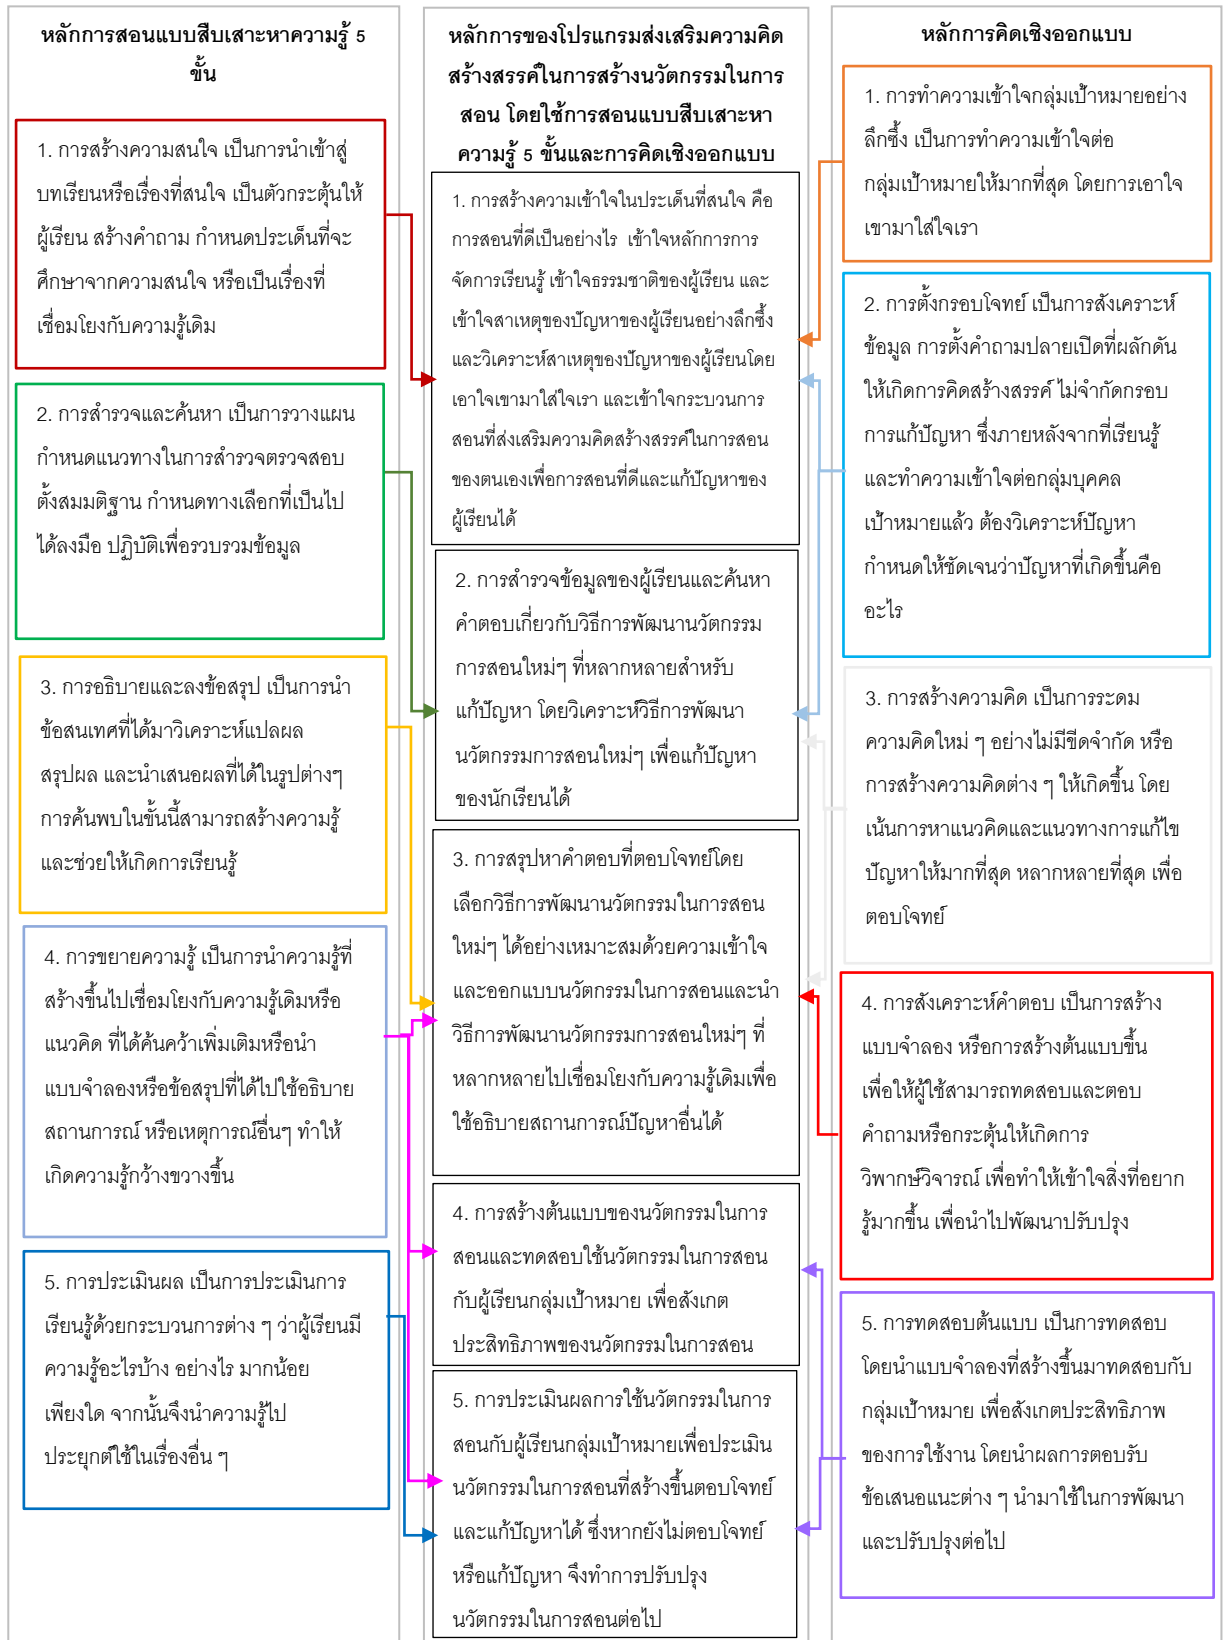 หลักการสอนแบบสืบเสาะหาความรู้ 5
ขั้น
1. การสร้างความสนใจ เป็นการนำเข้าสู่
บทเรียนหรือเรื่องที่สนใจ เป็นตัวกระตุ้นให้
ผู้เรียน สร้างคำถาม กำหนดประเด็นที่จะ
ศึกษาจากความสนใจ หรือเป็นเรื่องที่
เชื่อมโยงกับความรู้เดิม
2. การสำรวจและค้นหา เป็นการวางแผน
กำหนดแนวทางในการสำรวจตรวจสอบ
ตั้งสมมติฐาน กำหนดทางเลือกที่เป็นไป
ได้ลงมือ ปฏิบัติเพื่อรวบรวมข้อมูล
3. การอธิบายและลงข้อสรุป เป็นการนำ
ข้อสนเทศที่ได้มาวิเคราะห์แปลผล
สรุปผล และนำเสนอผลที่ได้ในรูปต่างๆ
การค้นพบในขั้นนี้สามารถสร้างความรู้
และช่วยให้เกิดการเรียนรู้
4. การขยายความรู้ เป็นการนำความรู้ที่
สร้างขึ้นไปเชื่อมโยงกับความรู้เดิมหรือ
แนวคิด ที่ได้ค้นคว้าเพิ่มเติมหรือนำ
แบบจำลองหรือข้อสรุปที่ได้ไปใช้อธิบาย
สถานการณ์ หรือเหตุการณ์อื่นๆ ทำให้
เกิดความรู้กว้างขวางขึ้น
5. การประเมินผล เป็นการประเมินการ
เรียนรู้ด้วยกระบวนการต่าง ๆ ว่าผู้เรียนมี
ความรู้อะไรบ้าง อย่างไร มากน้อย
เพียงใด จากนั้นจึงนำความรู้ไป
ประยุกต์ใช้ในเรื่องอื่น ๆ
หลักการของโปรแกรมส่งเสริมความคิด
สร้างสรรค์ในการสร้างนวัตกรรมในการ
สอน โดยใช้การสอนแบบสืบเสาะหา
ความรู้ 5 ขั้นและการคิดเชิงออกแบบ
1. การสร้างความเข้าใจในประเด็นที่สนใจ คือ
การสอนที่ดีเป็นอย่างไร เข้าใจหลักการการ
จัดการเรียนรู้ เข้าใจธรรมชาติของผู้เรียน และ
เข้าใจสาเหตุของปัญหาของผู้เรียนอย่างลึกซึ้ง
และวิเคราะห์สาเหตุของปัญหาของผู้เรียนโดย
เอาใจเขามาใส่ใจเรา และเข้าใจกระบวนการ
สอนที่ส่งเสริมความคิดสร้างสรรค์ในการสอน
ของตนเองเพื่อการสอนที่ดีและแก้ปัญหาของ
ผู้เรียนได้
2. การสำรวจข้อมูลของผู้เรียนและค้นหา
คำตอบเกี่ยวกับวิธีการพัฒนานวัตกรรม
การสอนใหม่ๆ ที่หลากหลายสำหรับ
แก้ปัญหา โดยวิเคราะห์วิธีการพัฒนา
นวัตกรรมการสอนใหม่ๆ เพื่อแก้ปัญหา
ของนักเรียนได้
3. การสรุปหาคำตอบที่ตอบโจทย์โดย
เลือกวิธีการพัฒนานวัตกรรมในการสอน
ใหม่ๆ ได้อย่างเหมาะสมด้วยความเข้าใจ
และออกแบบนวัตกรรมในการสอนและนำ
วิธีการพัฒนานวัตกรรมการสอนใหม่ๆ ที่
หลากหลายไปเชื่อมโยงกับความรู้เดิมเพื่อ
ใช้อธิบายสถานการณ์ปัญหาอื่นได้
4. การสร้างต้นแบบของนวัตกรรมในการ
สอนและทดสอบใช้นวัตกรรมในการสอน
กับผู้เรียนกลุ่มเป้าหมาย เพื่อสังเกต
ประสิทธิภาพของนวัตกรรมในการสอน
5. การประเมินผลการใช้นวัตกรรมในการ
สอนกับผู้เรียนกลุ่มเป้าหมายเพื่อประเมิน
นวัตกรรมในการสอนที่สร้างขึ้นตอบโจทย์
และแก้ปัญหาได้ ซึ่งหากยังไม่ตอบโจทย์
หรือแก้ปัญหา จึงทำการปรับปรุง
นวัตกรรมในการสอนต่อไป
หลักการคิดเชิงออกแบบ
1. การทำความเข้าใจกลุ่มเป้าหมายอย่าง
ลึกซึ้ง เป็นการทำความเข้าใจต่อ
กลุ่มเป้าหมายให้มากที่สุด โดยการเอาใจ
เขามาใส่ใจเรา
2. การตั้งกรอบโจทย์ เป็นการสังเคราะห์
ข้อมูล การตั้งคำถามปลายเปิดที่ผลักดัน
ให้เกิดการคิดสร้างสรรค์ ไม่จำกัดกรอบ
การแก้ปัญหา ซึ่งภายหลังจากที่เรียนรู้
และทำความเข้าใจต่อกลุ่มบุคคล
เป้าหมายแล้ว ต้องวิเคราะห์ปัญหา
กำหนดให้ชัดเจนว่าปัญหาที่เกิดขึ้นคือ
อะไร
3. การสร้างความคิด เป็นการระดม
ความคิดใหม่ ๆ อย่างไม่มีขีดจำกัด หรือ
การสร้างความคิดต่าง ๆ ให้เกิดขึ้น โดย
เน้นการหาแนวคิดและแนวทางการแก้ไข
ปัญหาให้มากที่สุด หลากหลายที่สุด เพื่อ
ตอบโจทย์
4. การสังเคราะห์คำตอบ เป็นการสร้าง
แบบจำลอง หรือการสร้างต้นแบบขึ้น
เพื่อให้ผู้ใช้สามารถทดสอบและตอบ
คำถามหรือกระตุ้นให้เกิดการ
วิพากษ์วิจารณ์ เพื่อทำให้เข้าใจสิ่งที่อยาก
รู้มากขึ้น เพื่อนำไปพัฒนาปรับปรุง
5. การทดสอบต้นแบบ เป็นการทดสอบ
โดยนำแบบจำลองที่สร้างขึ้นมาทดสอบกับ
กลุ่มเป้าหมาย เพื่อสังเกตประสิทธิภาพ
ของการใช้งาน โดยนำผลการตอบรับ
ข้อเสนอแนะต่าง ๆ นำมาใช้ในการพัฒนา
และปรับปรุงต่อไป